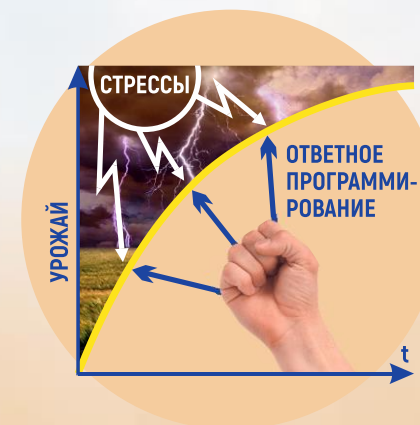 СТРЕССЫ
ОТВЕТНОЕ
ПРОГРАММИ-
РОВАНИЕ
УРОЖАЙ
t